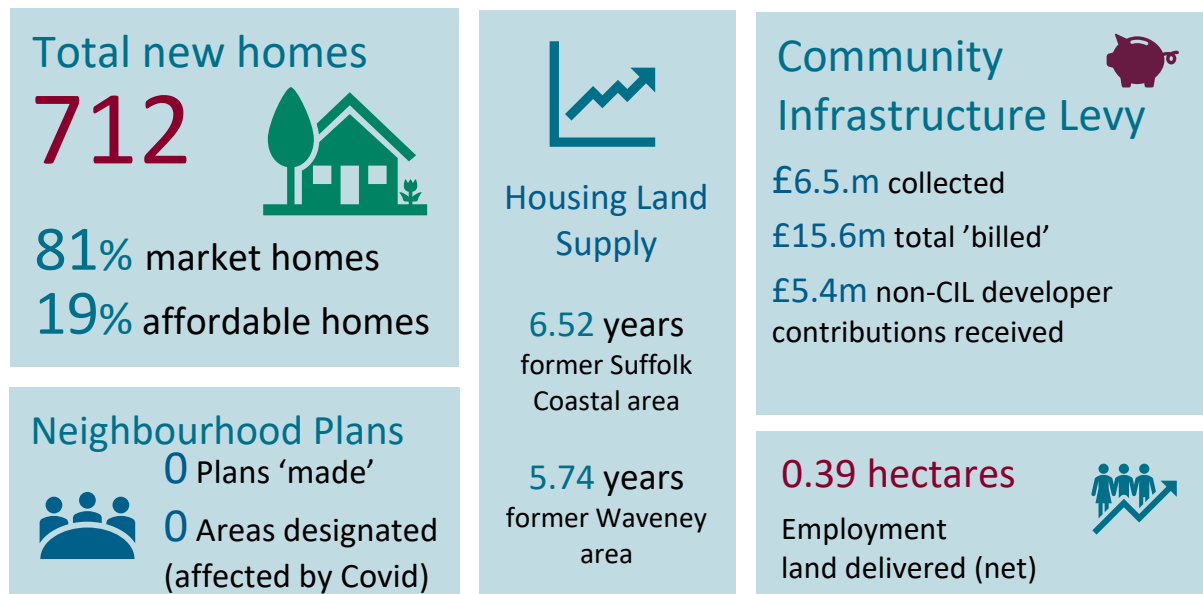 Total new homes
712
81% market homes
19% affordable homes
Neighbourhood Plans
0 Plans ‘made’
0 Areas designated
(affected by Covid)
Housing Land
Supply
6.52 years
former Suffolk
Coastal area
5.74 years
former Waveney
area
Community
Infrastructure Levy
£6.5.m collected
£15.6m total ’billed’
£5.4m non-CIL developer
contributions received
0.39 hectares
Employment
land delivered (net)